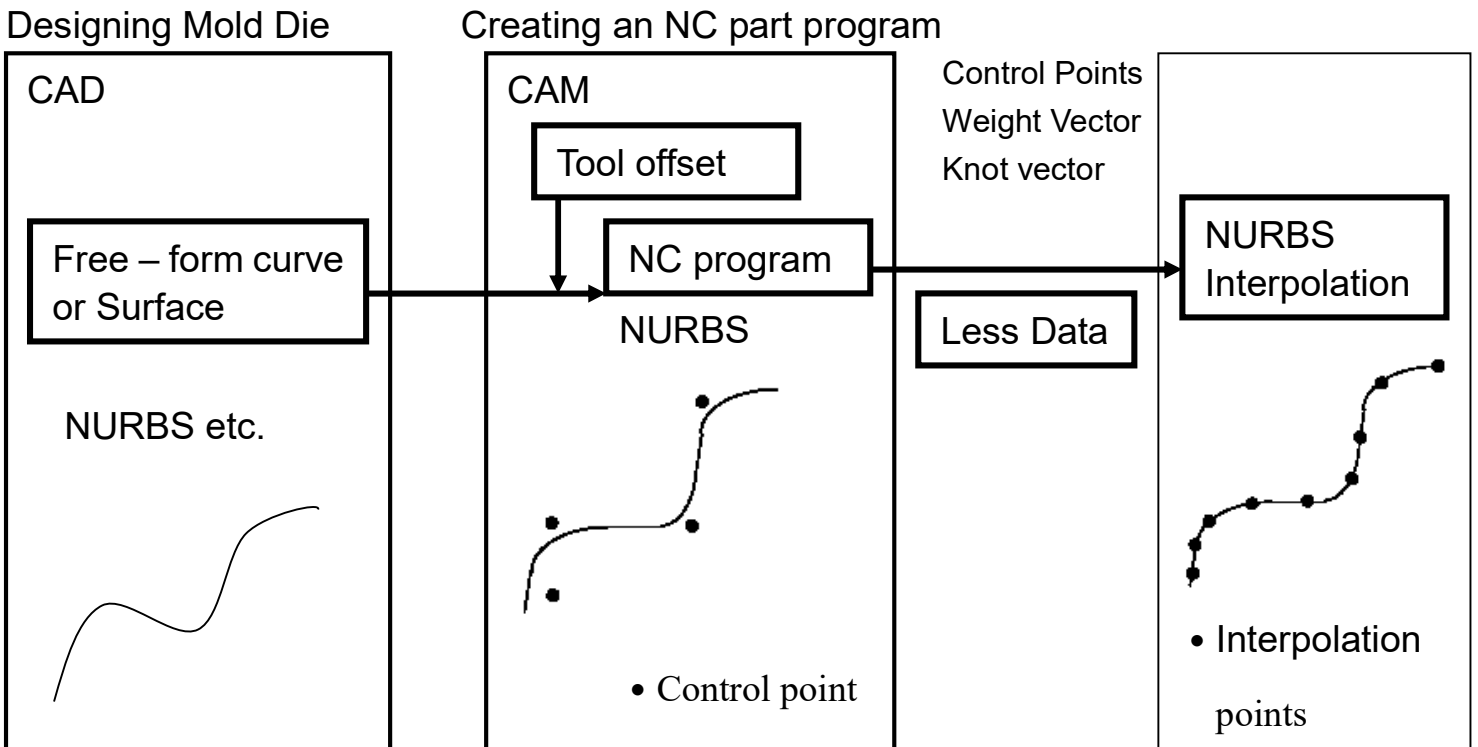 Designing Mold Die
Creating an NC part program
CAD
Free – form curve
or Surface
NURBS etc.
CAM
Tool offset
NC program
NURBS
• Control point
Control Points
Weight Vector
Knot vector
Less Data
NURBS
Interpolation
• Interpolation
points